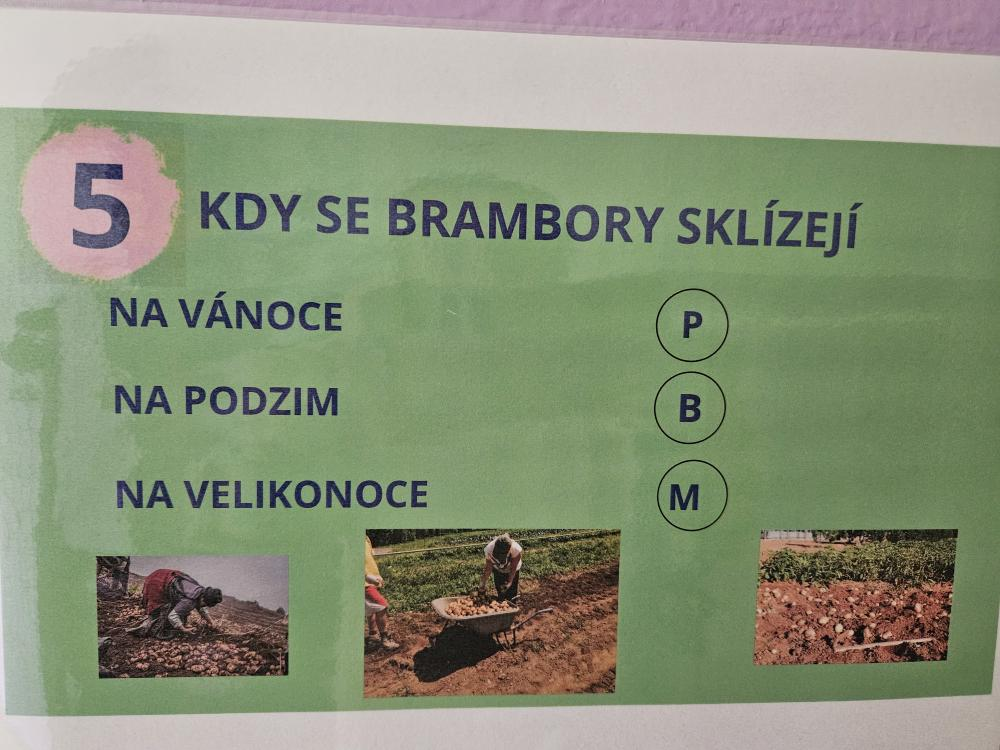 5
KDY SE BRAMBORY SKLÍZEJÍ
NA VÁNOCE P
NA PODZIM B
NA VELIKONOCE M